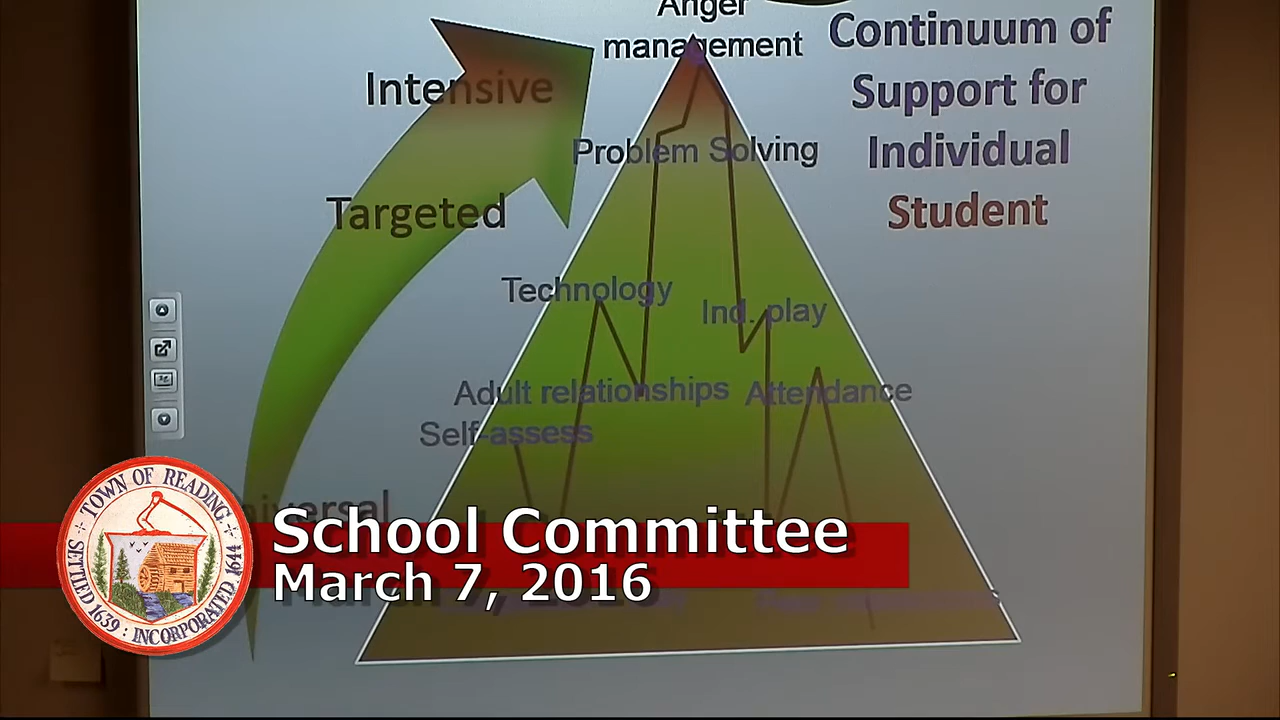 Anger
management
Continuum of
Support for
Individual
Student
Intensive
Problem Solving
Targeted
Technology
Ind. play
Adult relationships
Attendance
Self-assess
School Committee
March 7, 2016
TOWN OF READING
SETTLED 1639 : INCORPORATED 1644